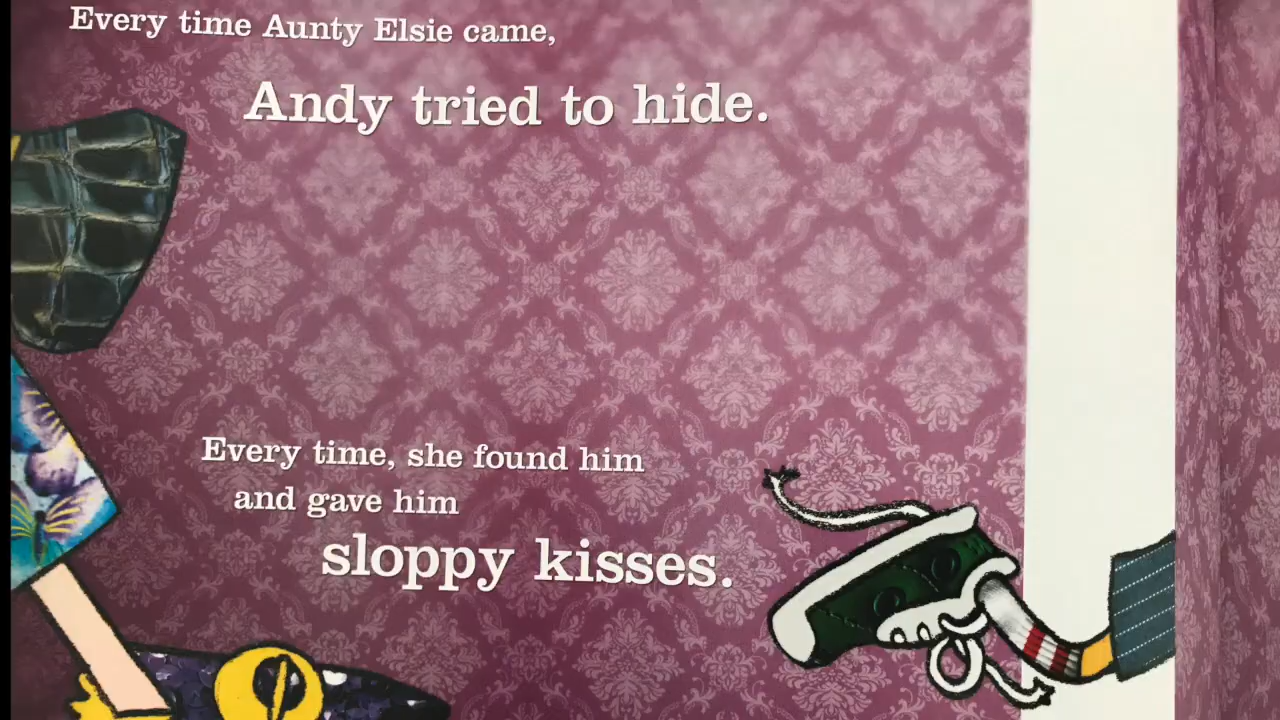 Every time Aunty Elsie came,
Andy tried to hide.
Every time, she found him
and gave him
sloppy kisses.